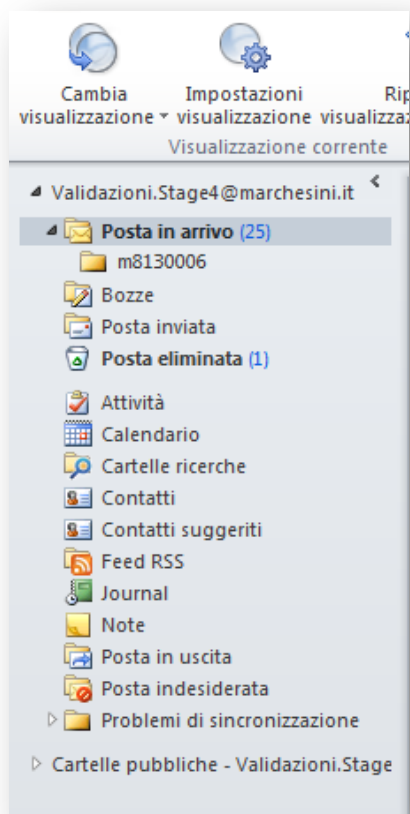 Cambia
visualizzazione
Impostazioni
visualizzazione
Visualizzazione corrente
Validazioni.Stage4@marchesini.it
Posta in arrivo (25)
m8130006
Bozze
Posta inviata
Posta eliminata (1)
Attività
Calendario
Cartelle ricerche
Contatti
Contatti suggeriti
Feed RSS
Journal
Note
Posta in uscita
Posta indesiderata
Problemi di sincronizzazione
Cartelle pubbliche - Validazioni.Stage